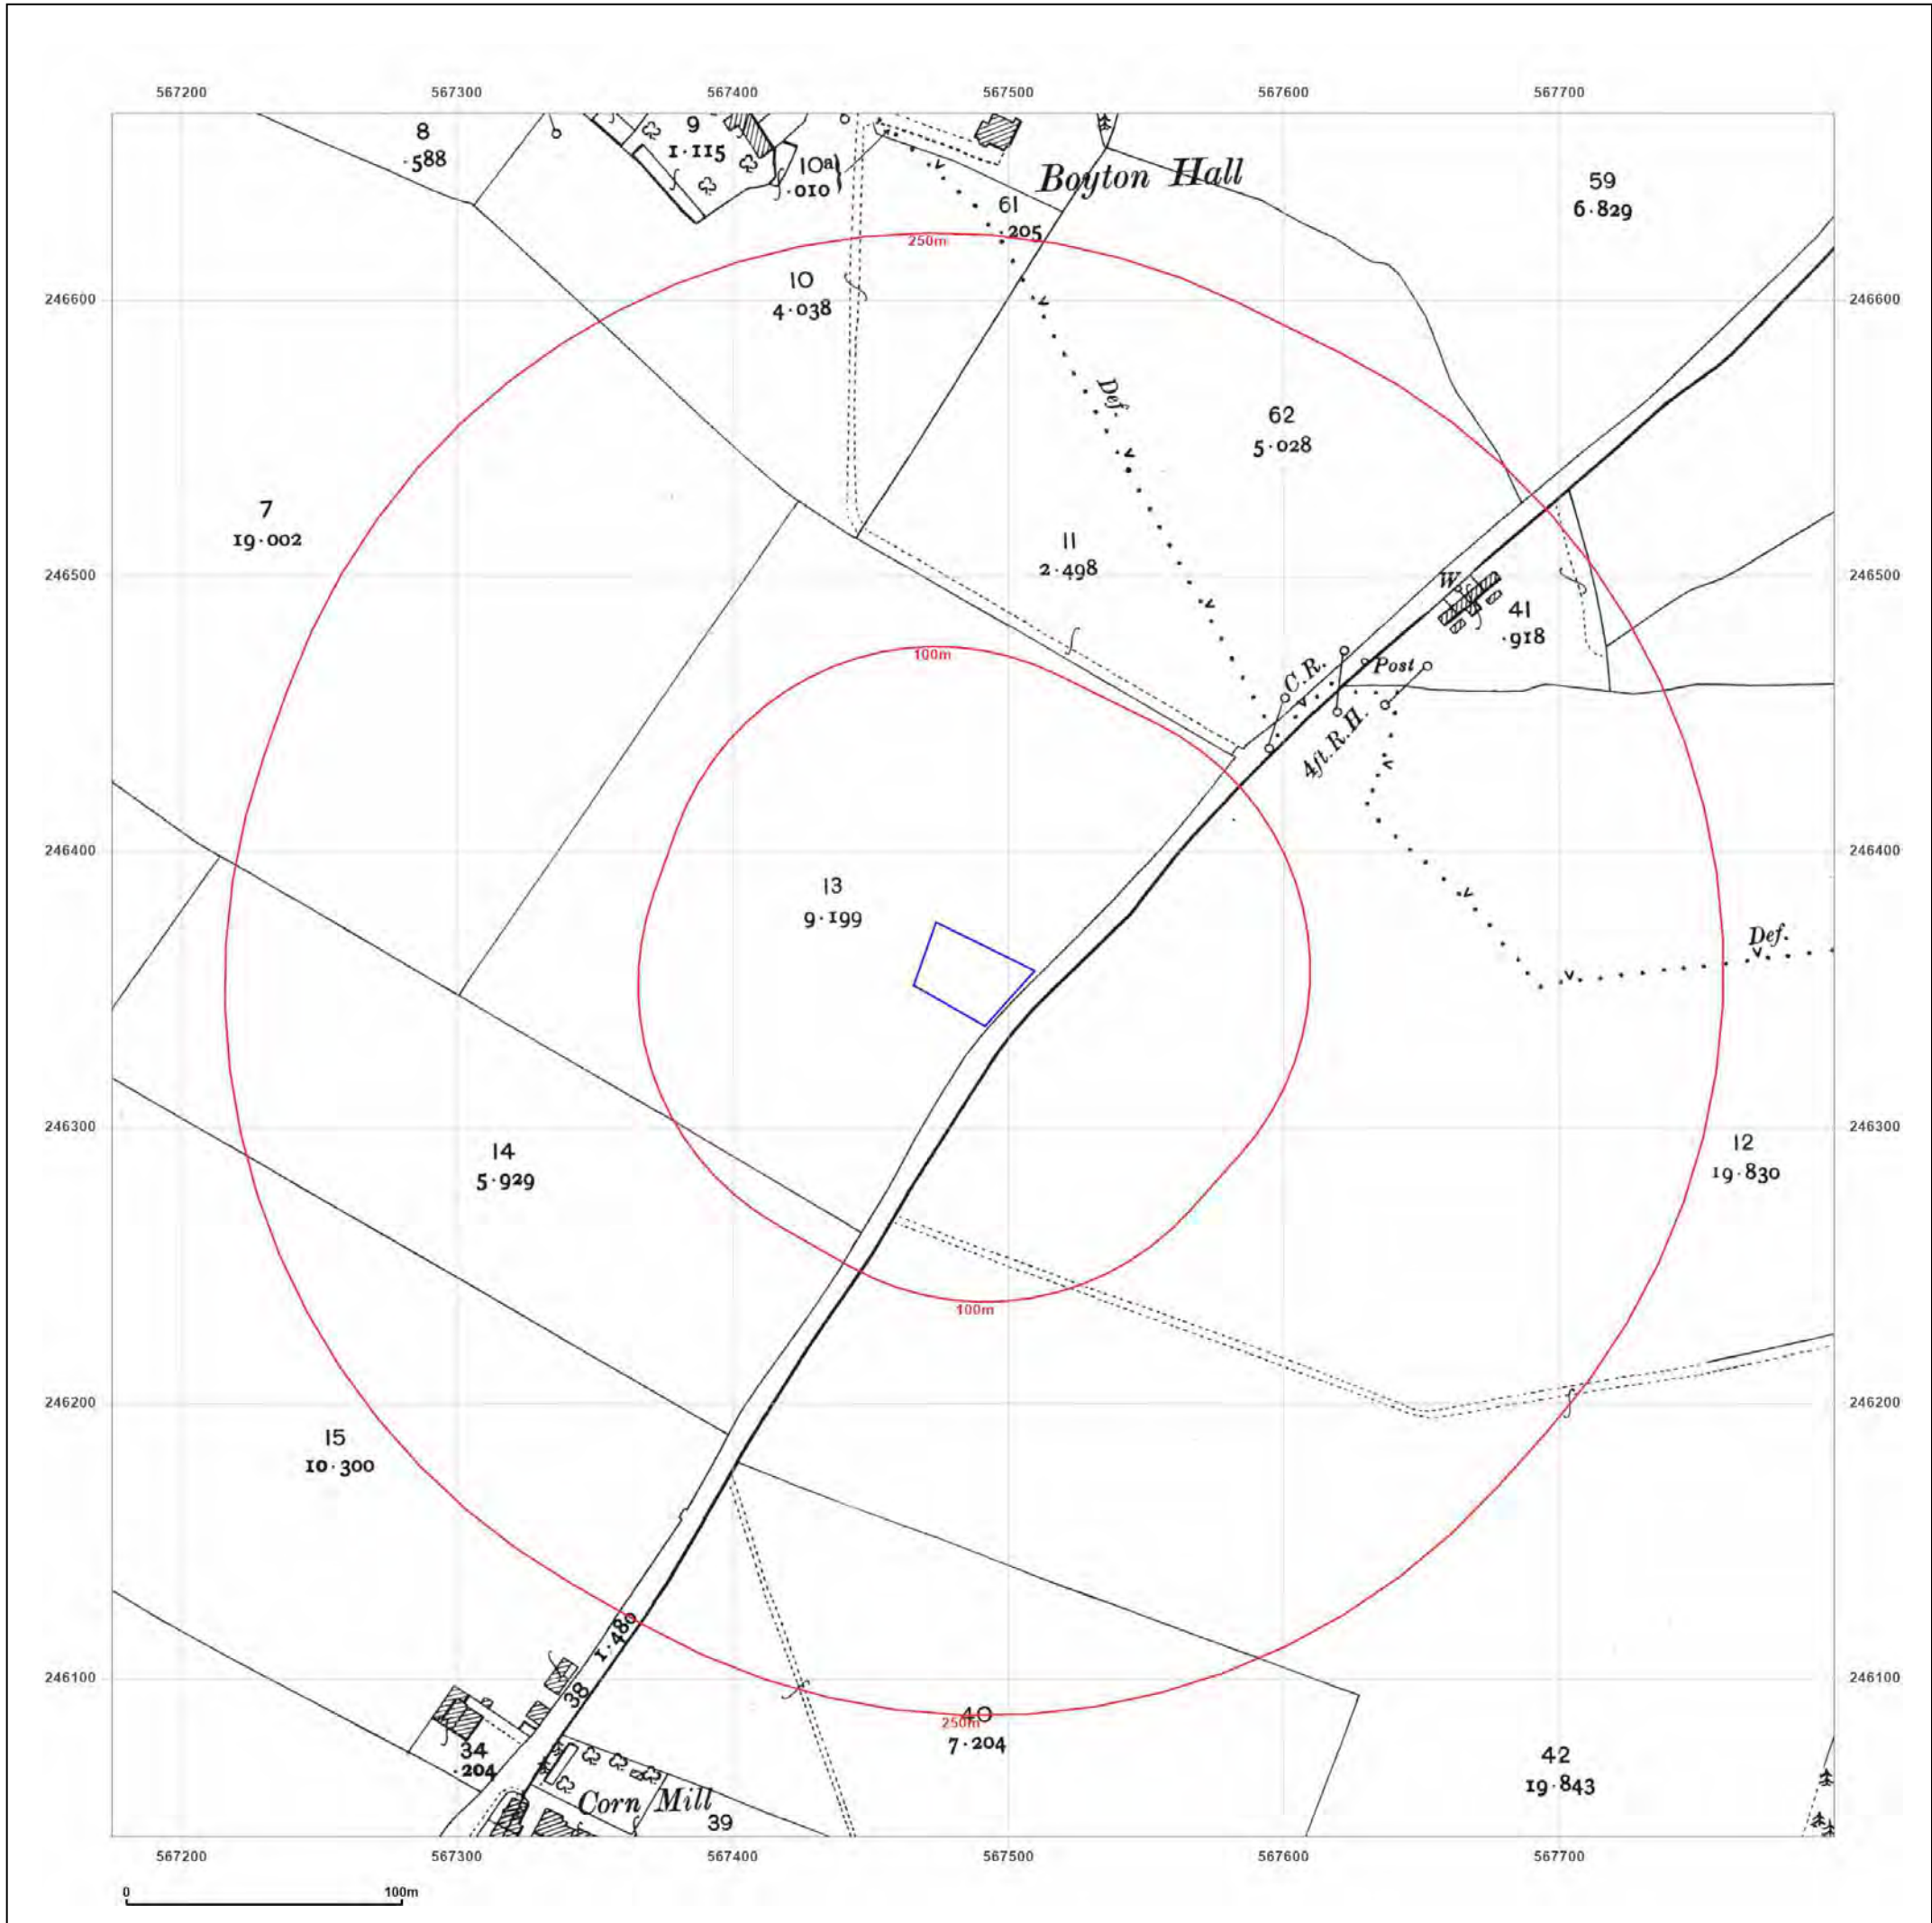 567200 567300 567400 567500 567600 567700
8
·588
9
1·115
10a
·010
Boyton Hall
61
·205
59
6·829
250m
10
4·038
246600 246600
Def.
62
5·028
7
19·002
11
2·498
246500 246500
W.
41
·918
100m
C.R.
Post
4ft.R.H.
246400 246400
13
9·199
Def.
246300 246300
14
5·929
12
19·830
100m
246200 246200
15
10·300
1·480
38
246100 246100
40
250m
7·204
34
·204
42
19·843
Corn Mill
39
567200 567300 567400 567500 567600 567700
0 100m